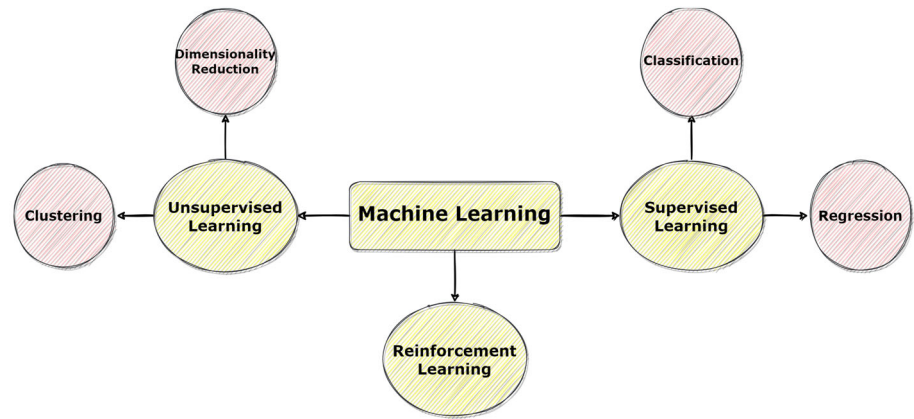 Dimensionality
Reduction
Classification
Clustering
Unsupervised
Learning
Machine Learning
Supervised
Learning
Regression
Reinforcement
Learning